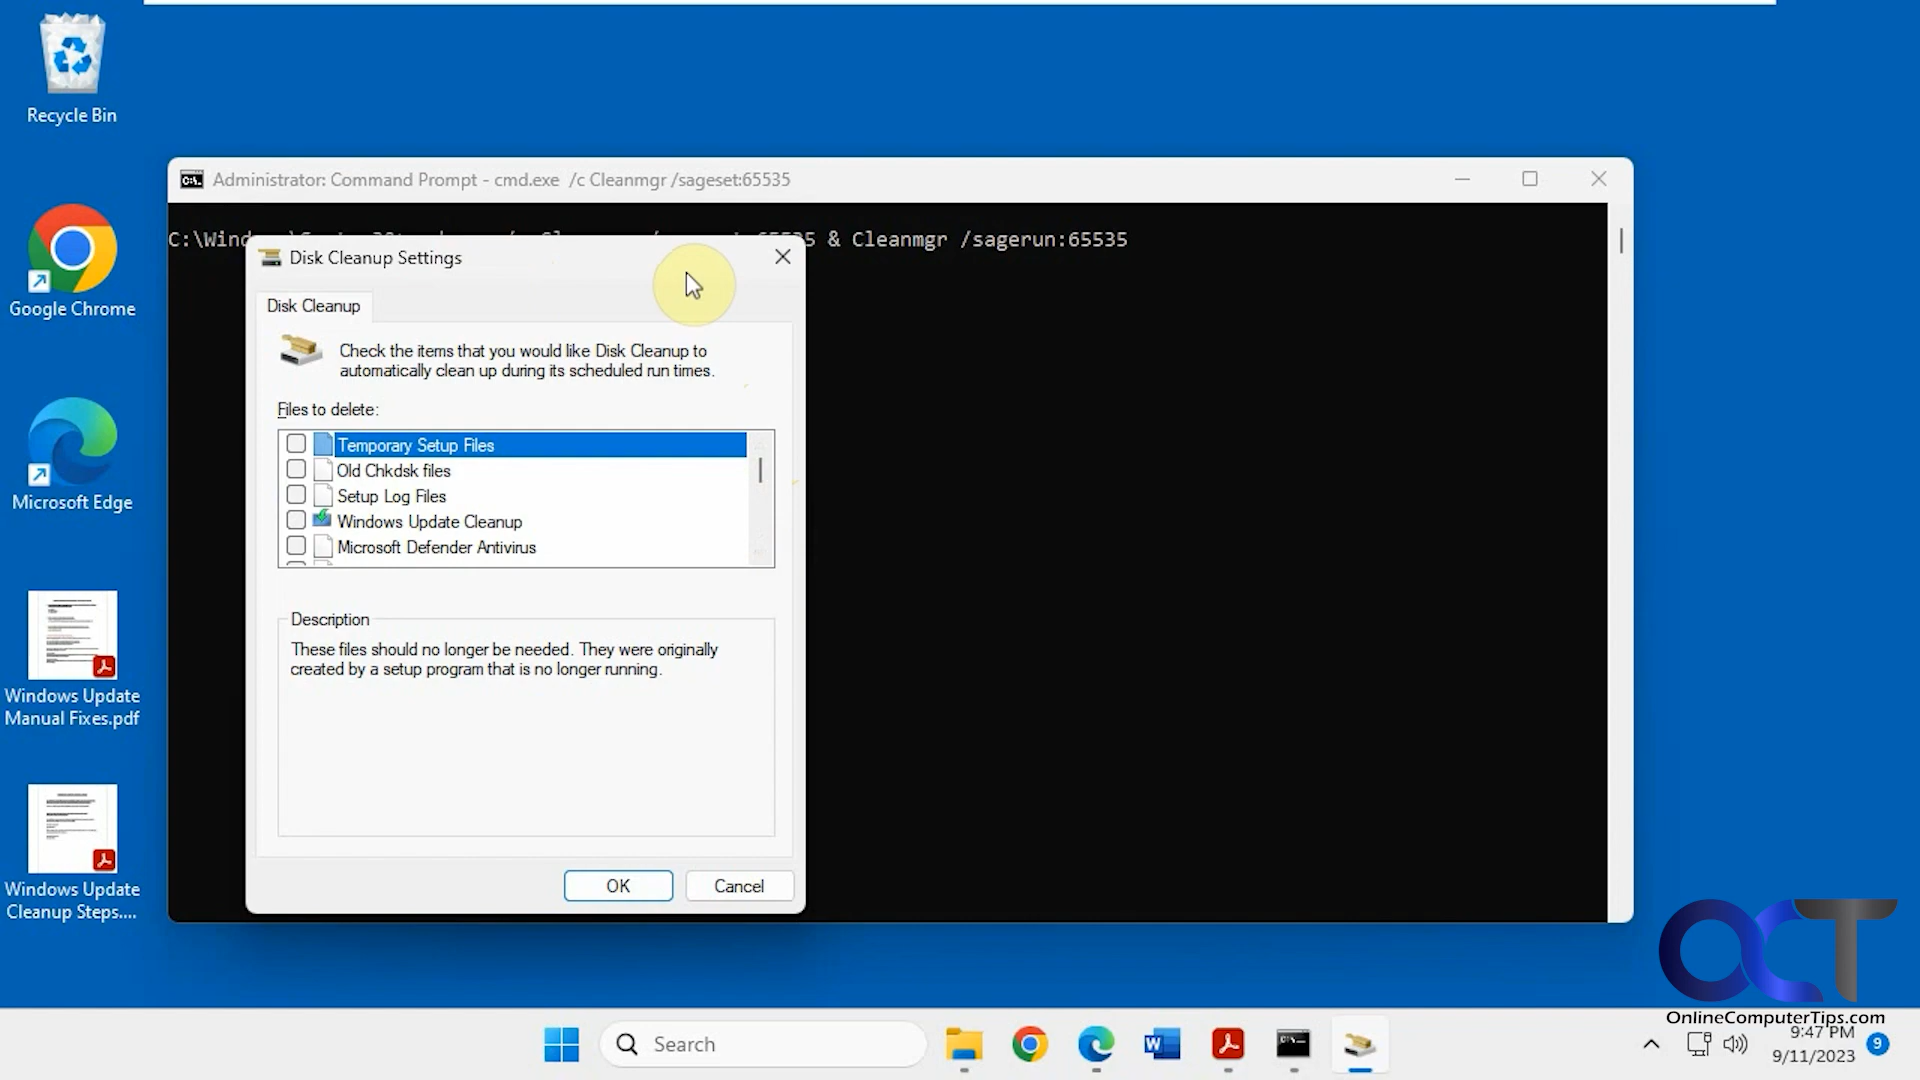 Recycle Bin
Google Chrome
Microsoft Edge
Windows Update
Manual Fixes.pdf
Windows Update
Cleanup Steps....
Administrator: Command Prompt - cmd.exe /c Cleanmgr /sageset:65535
& Cleanmgr /sagerun:65535
Disk Cleanup Settings
Disk Cleanup
Check the items that you would like Disk Cleanup to
automatically clean up during its scheduled run times.
Files to delete:
Temporary Setup Files
Old Chkdsk files
Setup Log Files
Windows Update Cleanup
Microsoft Defender Antivirus
Description
These files should no longer be needed. They were originally
created by a setup program that is no longer running.
OK
Cancel
OCT
OnlineComputerTips.com
Search
9:47 PM
9/11/2023
9